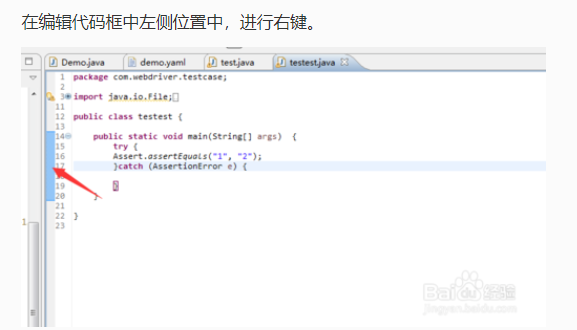 在编辑代码框中左侧位置中，进行右键。
Demo.java demo.yaml test.java testest.java
1 package com.webdriver.testcase;
2
3 import java.io.File;
11
12 public class testest {
13
14 public static void main(String[] args) {
15 try {
16 Assert.assertEquals("1", "2");
17 }catch (AssertionError e) {
19 }
20 }
21
22 }
23
Baidu 经验
jingyan.baidu.com